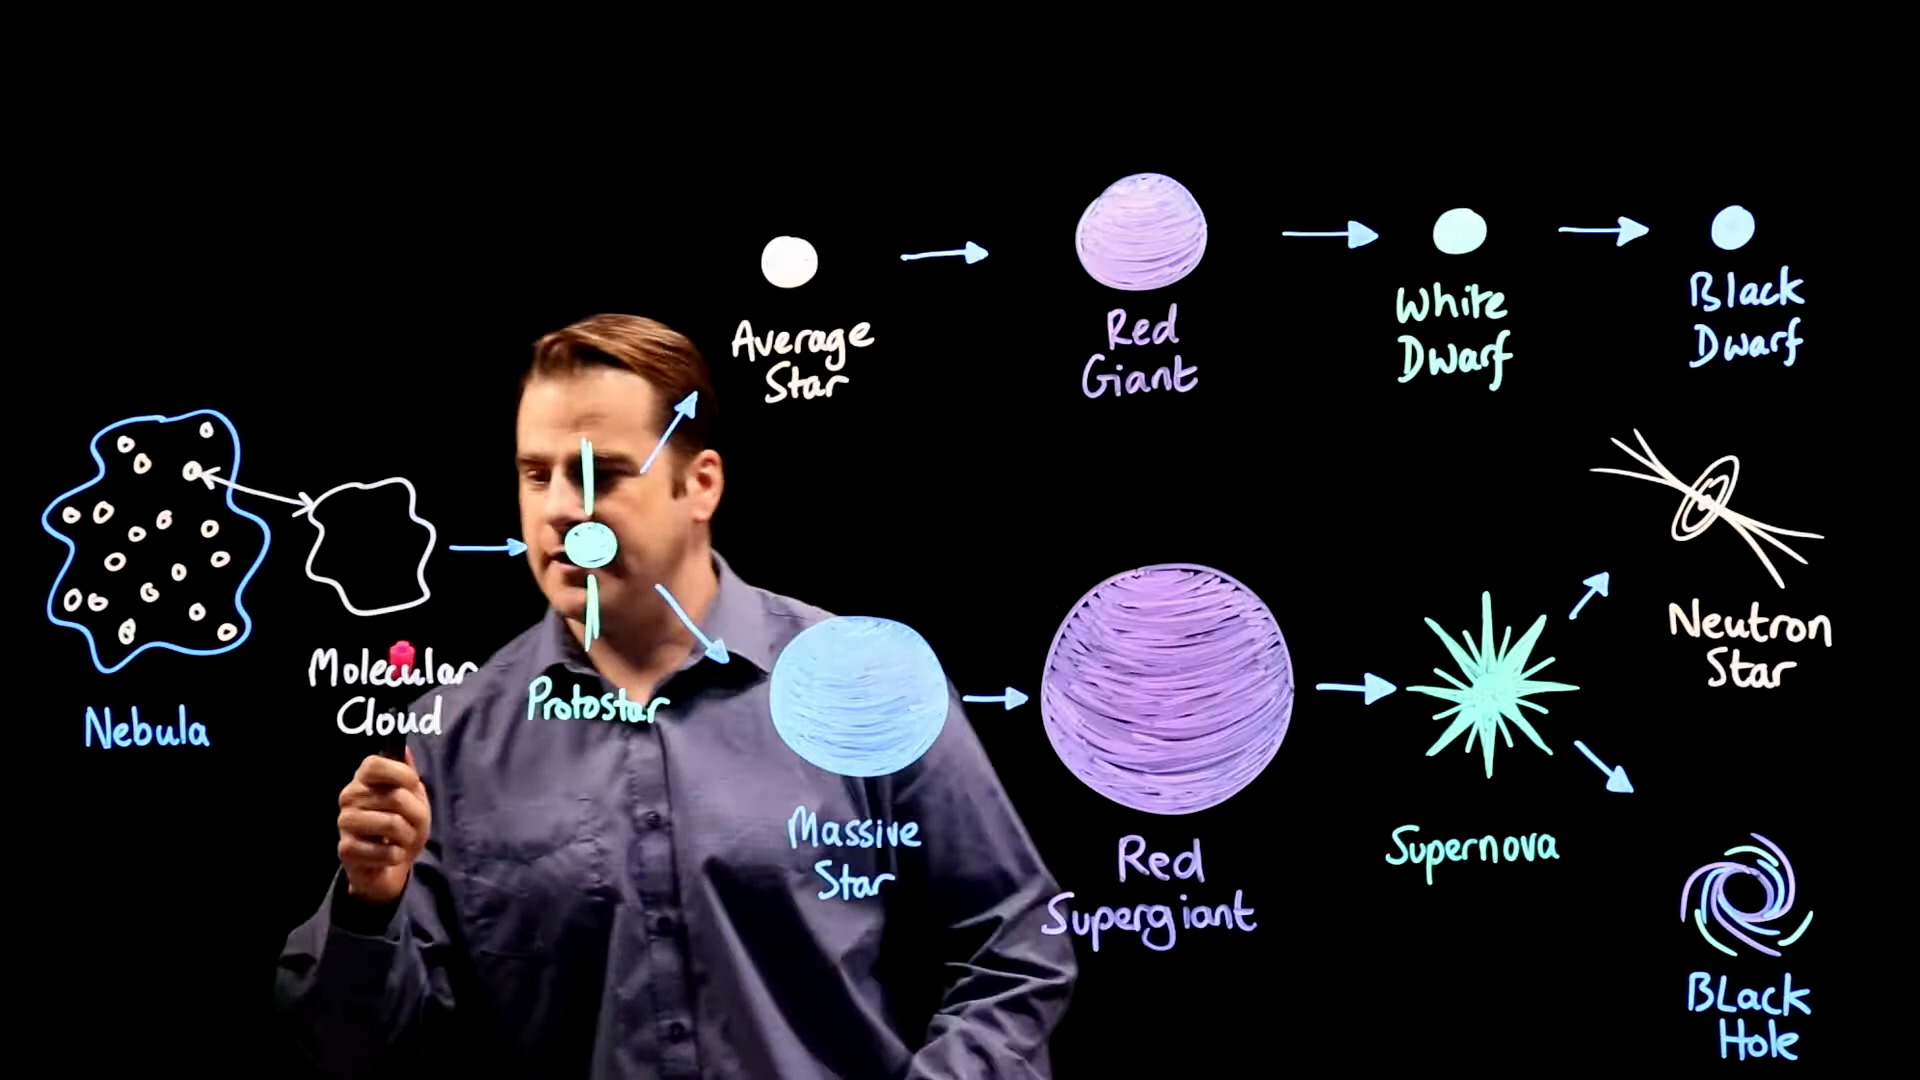 Nebula
Molecular
Cloud
Protostar
Average
Star
Red
Giant
White
Dwarf
Black
Dwarf
Massive
Star
Red
Supergiant
Supernova
Neutron
Star
BLack
Hole